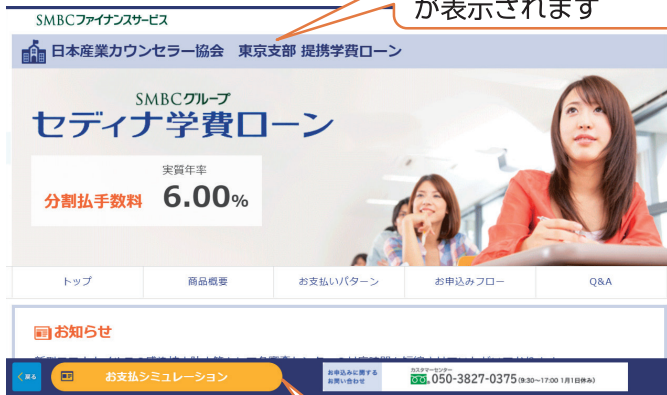 が表示されます
SMBCファイナンスサービス
日本産業カウンセラー協会 東京支部 提携学費ローン
SMBCグループ
セディナ学費ローン
実質年率
分割払手数料 6.00%
トップ 商品概要 お支払いパターン お申込みフロー Q&A
お知らせ
戻る お支払シミュレーション
お申込みに関する
お問い合わせ
カスタマーセンター
050-3827-0375 (9:30~17:00 1月1日休み)